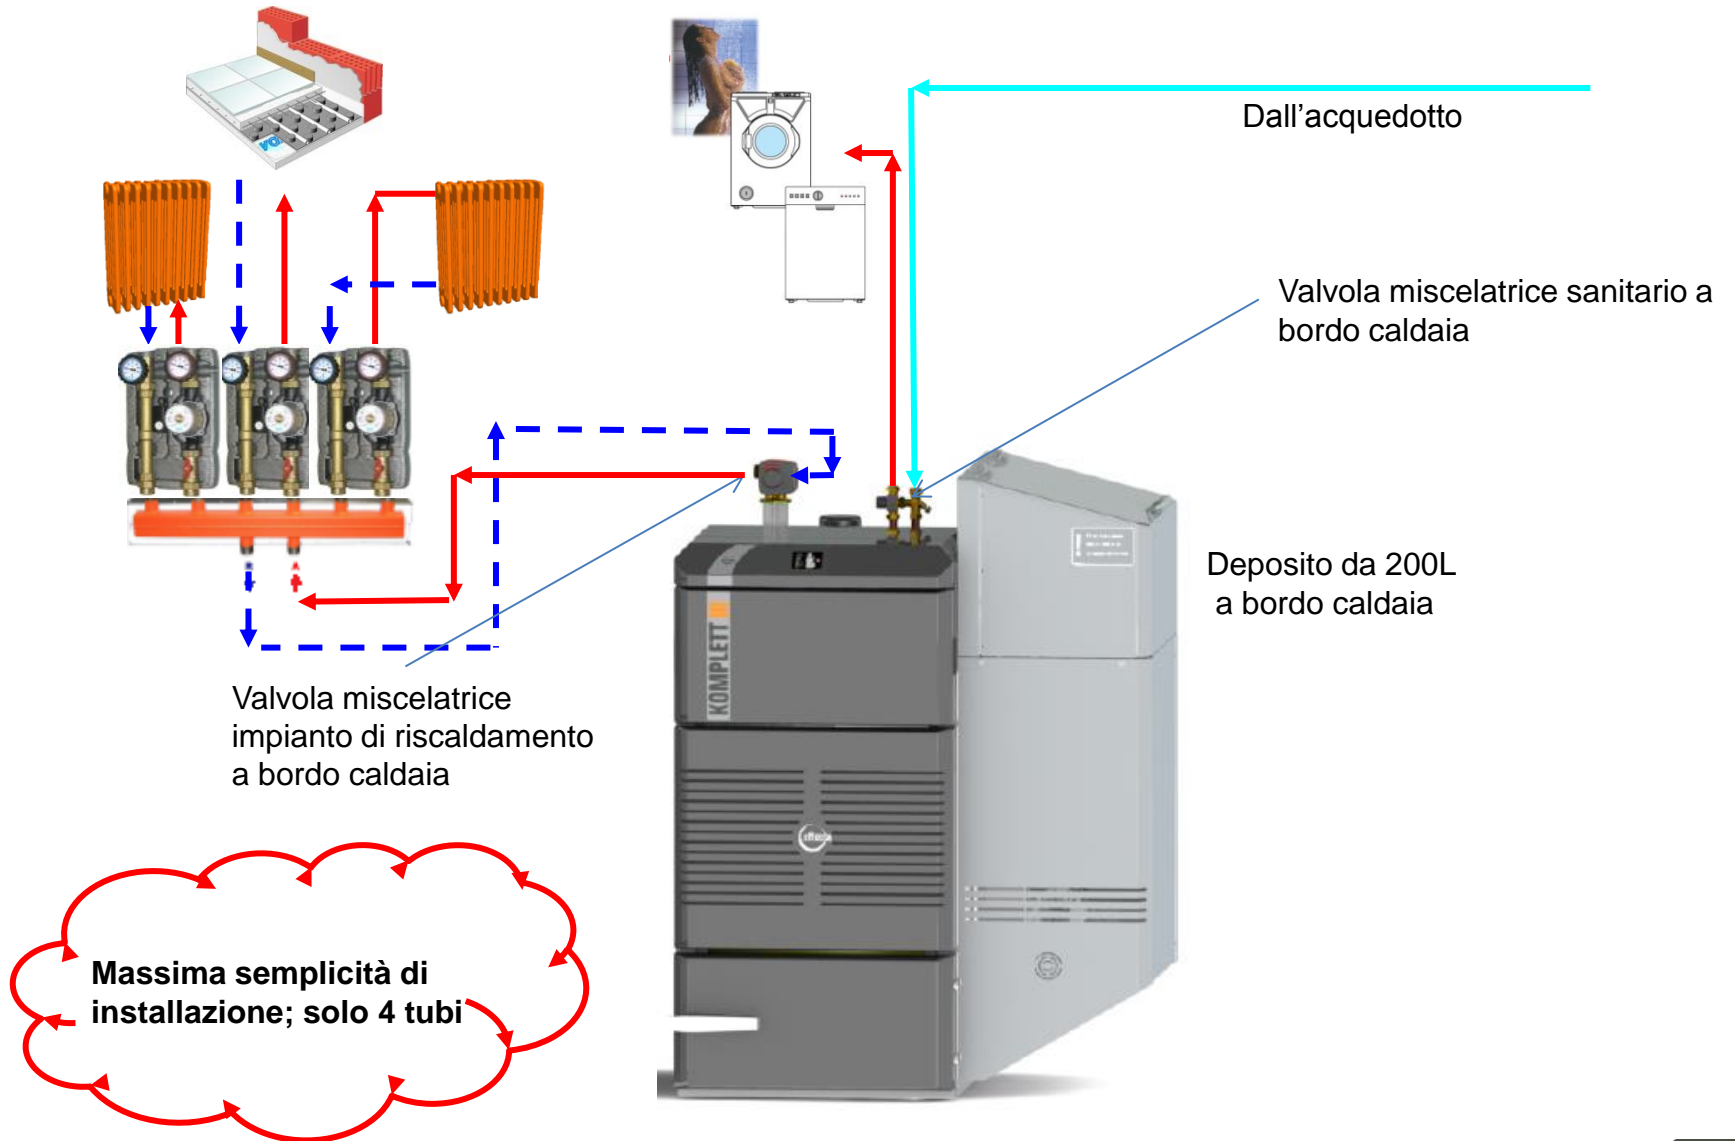 Dall'acquedotto
Valvola miscelatrice sanitario a
bordo caldaia
Deposito da 200L
a bordo caldaia
KOMPLETT
Valvola miscelatrice
impianto di riscaldamento
a bordo caldaia
Massima semplicità di
installazione; solo 4 tubi